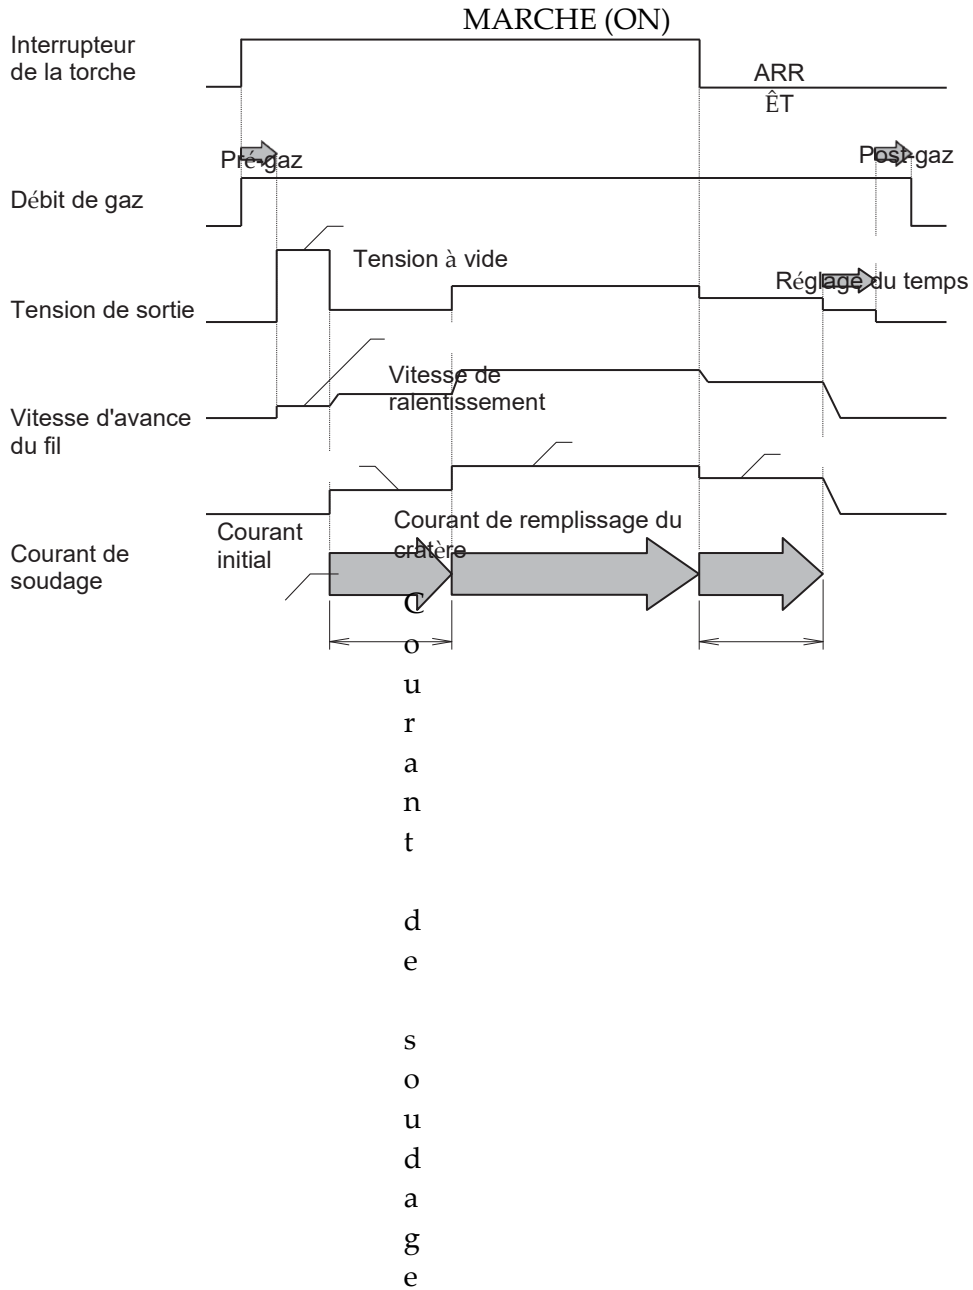 MARCHE (ON)
Interrupteur
de la torche
ARR
ÊT
Pré-gaz
Post-gaz
Débit de gaz
Tension à vide
Réglage du temps
Tension de sortie
Vitesse de
ralentissement
Vitesse d'avance
du fil
Courant
initial
Courant de remplissage du
cratère
Courant de
soudage
C
o
u
r
a
n
t
d
e
s
o
u
d
a
g
e